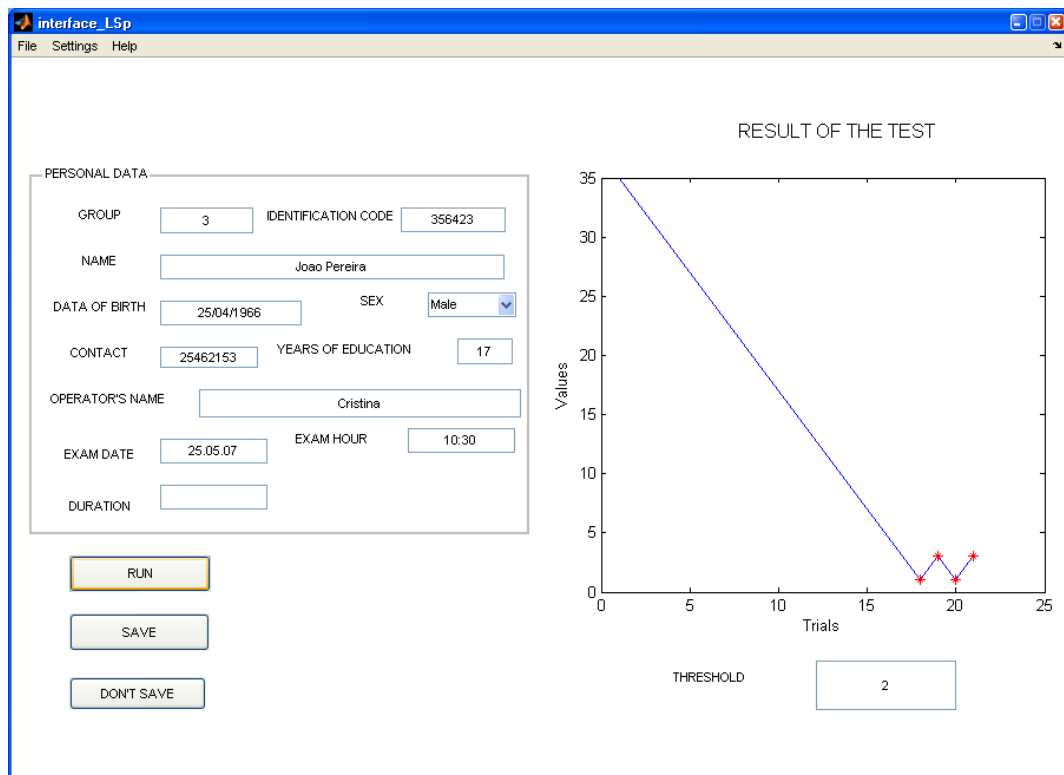 interface_LSp
File Settings Help
RESULT OF THE TEST
PERSONAL DATA
GROUP 3 IDENTIFICATION CODE 356423
NAME Joao Pereira
DATA OF BIRTH 25/04/1966 SEX Male
CONTACT 25462153 YEARS OF EDUCATION 17
OPERATOR'S NAME Cristina
EXAM DATE 25.05.07 EXAM HOUR 10:30
DURATION
RUN
SAVE
DON'T SAVE
35
30
25
20
15
10
5
0
Values
0 5 10 15 20 25
Trials
THRESHOLD 2